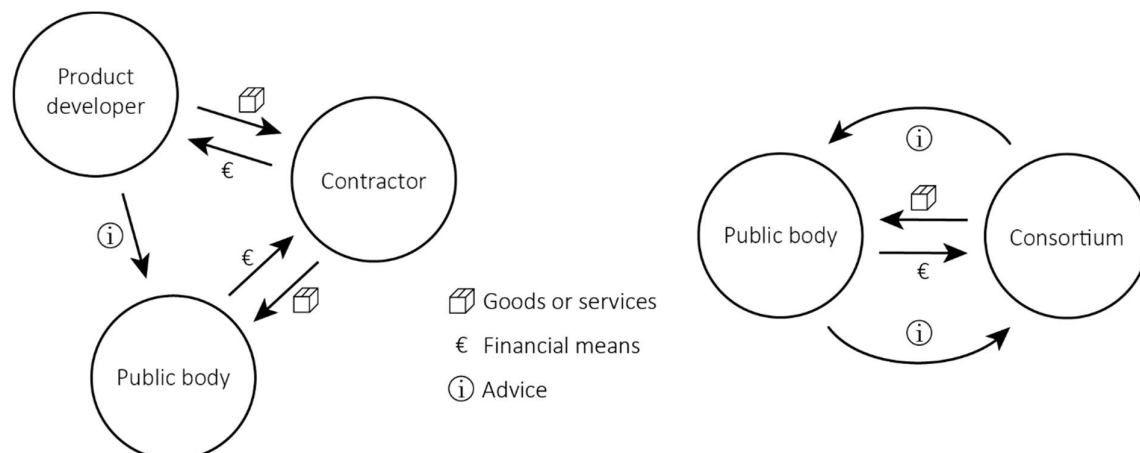 Product
developer
€
Contractor
i
€
Public body
Goods or services
€ Financial means
i Advice
i
Public body
Consortium
€
i